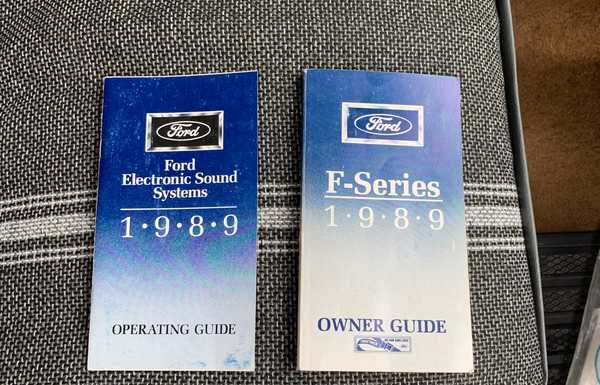 Ford
Ford
Electronic Sound
Systems
1·9·8·9
OPERATING GUIDE
Ford
F-Series
1·9·8·9
OWNER GUIDE